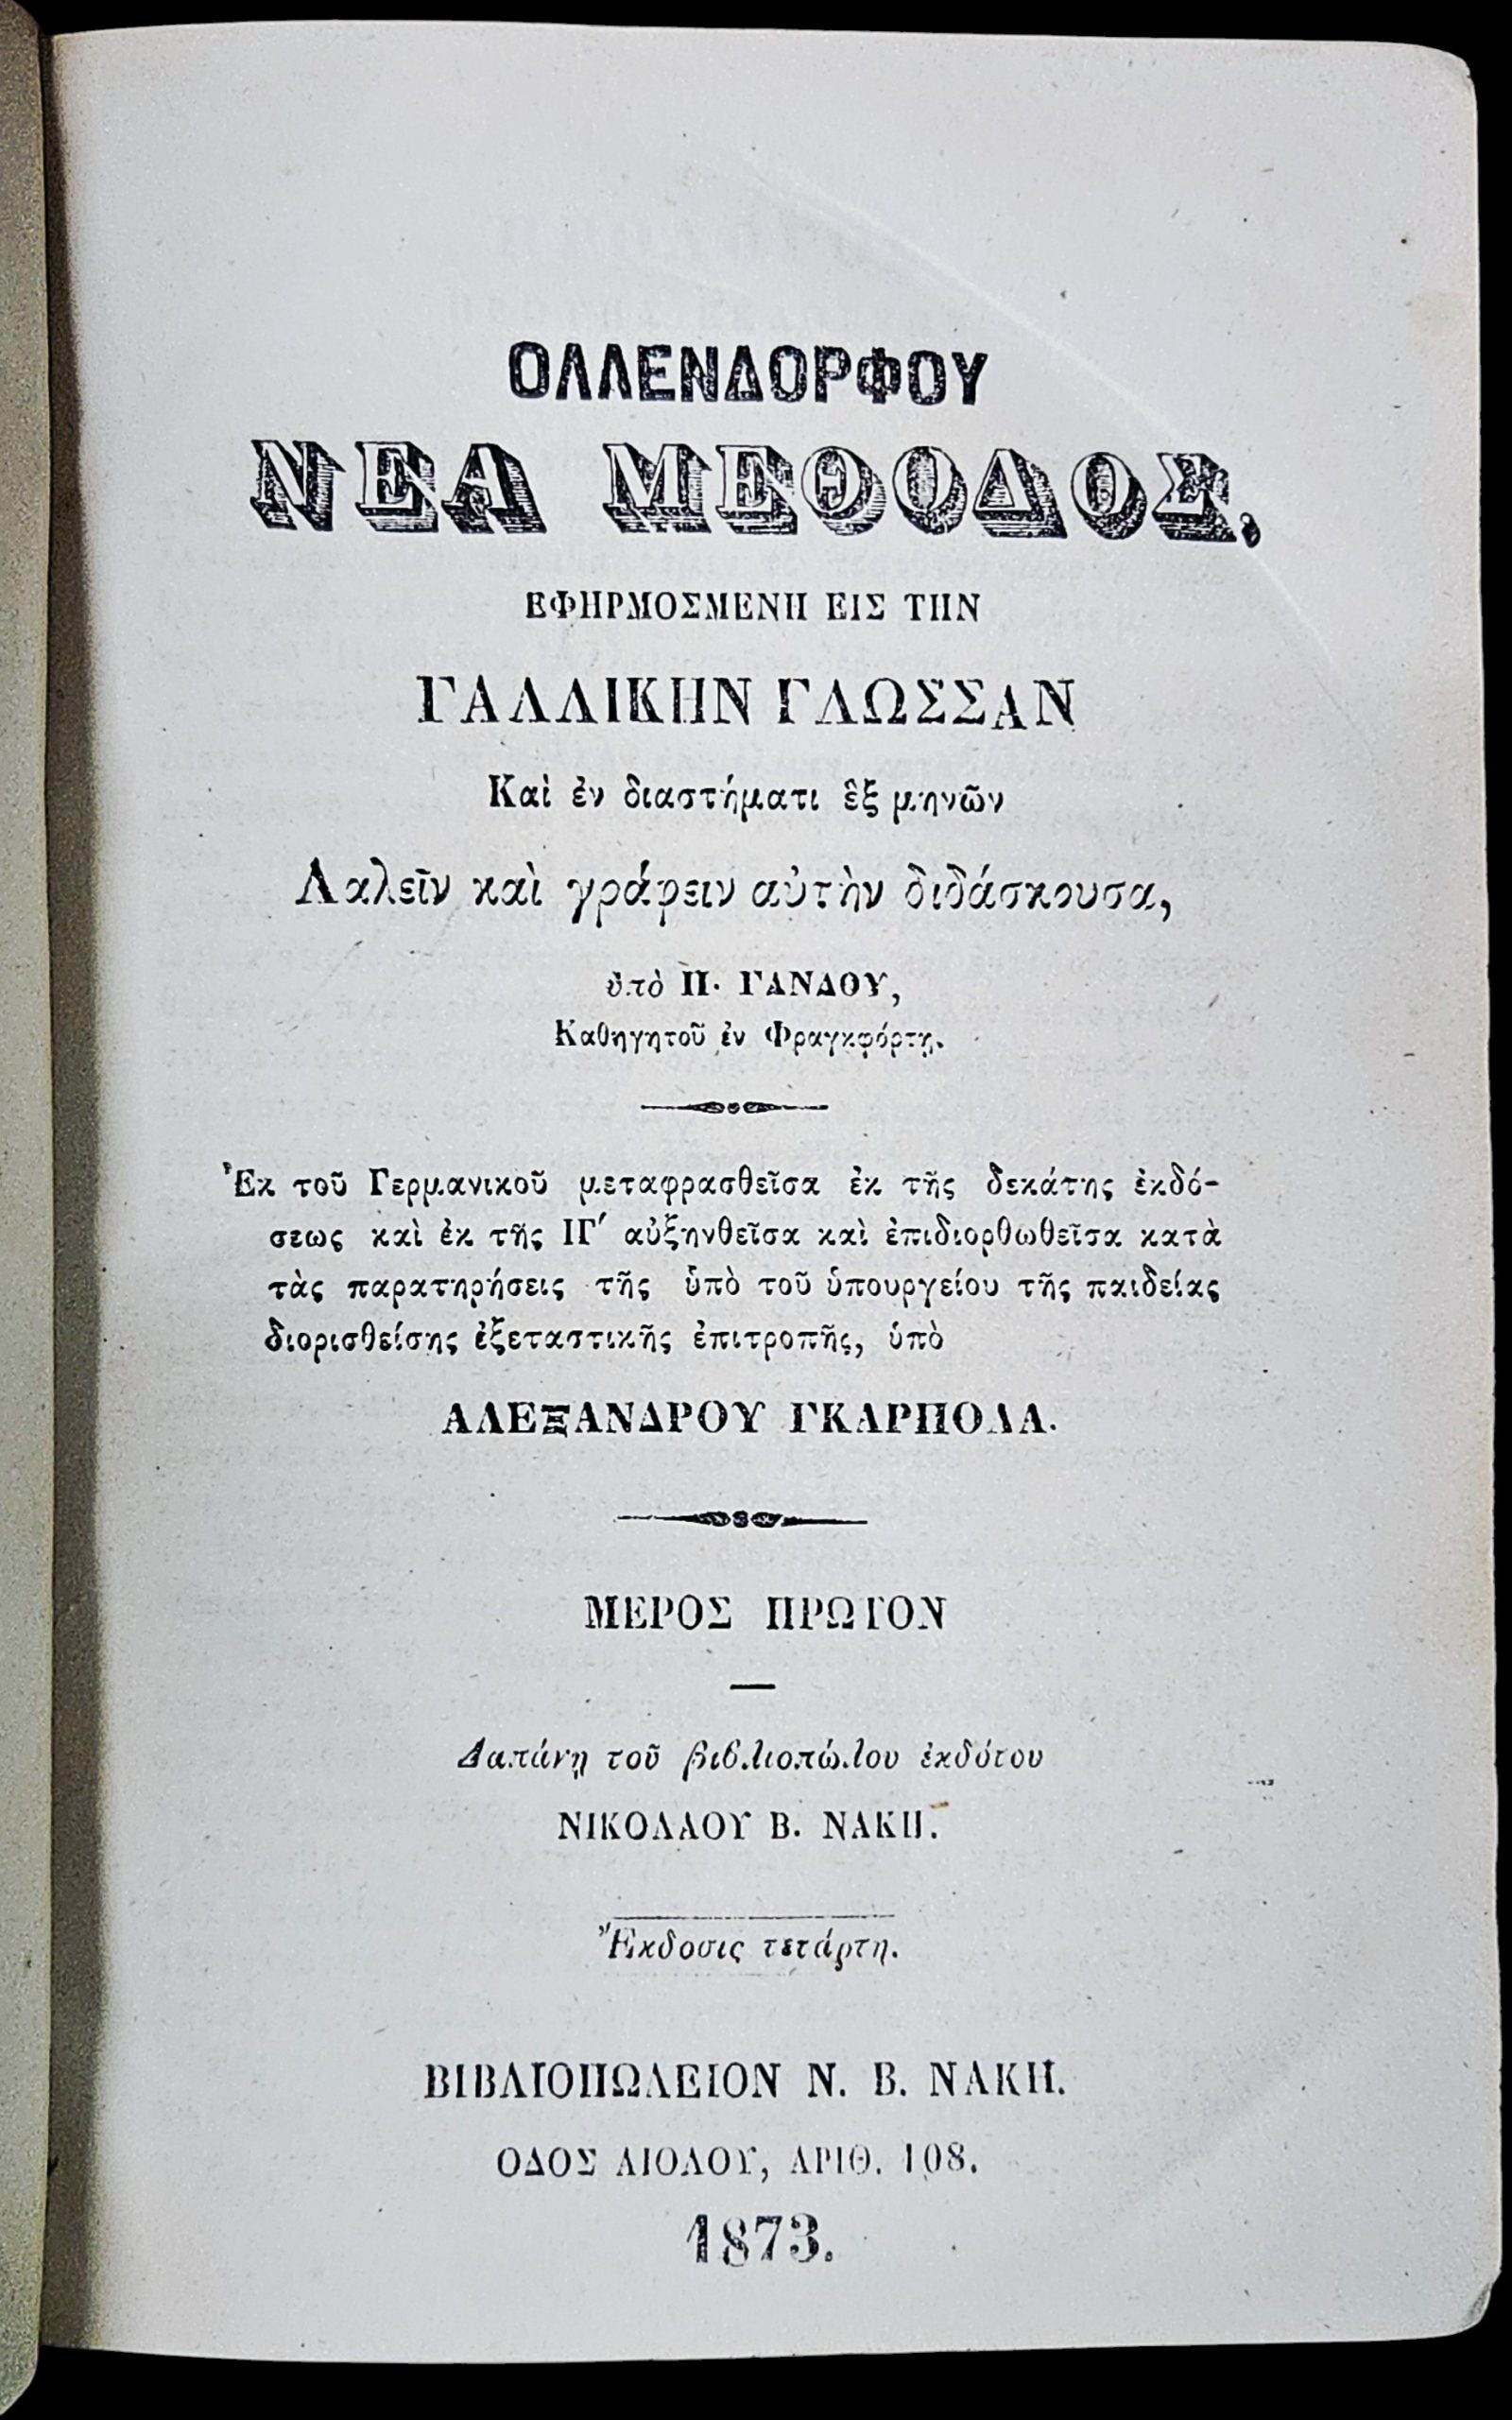 ΟΛΛΕΝΔΟΡΦΟΥ
ΝΕΑ ΜΕΘΟΔΟΣ,
ΕΦΗΡΜΟΣΜΕΝΗ ΕΙΣ ΤΗΝ
ΓΑΛΛΙΚΗΝ ΓΛΩΣΣΑΝ
Καὶ ἐν διαστήματι ἓξ μηνῶν
Λαλεῖν καὶ γράφειν αὐτὴν διδάσκουσα,
ὑπὸ Π. ΓΑΝΔΟΥ,
Καθηγητοῦ ἐν Φραγκφόρτῃ.
Ἐκ τοῦ Γερμανικοῦ μεταφρασθεῖσα ἐκ τῆς δεκάτης ἐκδό-
σεως καὶ ἐκ τῆς ΙΓ′ αὐξηνθεῖσα καὶ ἐπιδιορθωθεῖσα κατὰ
τὰς παρατηρήσεις τῆς ὑπὸ τοῦ ὑπουργείου τῆς παιδείας
διορισθείσης ἐξεταστικῆς ἐπιτροπῆς, ὑπὸ
ΑΛΕΞΑΝΔΡΟΥ ΓΚΑΡΠΟΛΑ.
ΜΕΡΟΣ ΠΡΩΤΟΝ
Δαπάνῃ τοῦ βιβλιοπώλου ἐκδότου
ΝΙΚΟΛΑΟΥ Β. ΝΑΚΗ.
Ἔκδοσις τετάρτη.
ΒΙΒΛΙΟΠΩΛΕΙΟΝ Ν. Β. ΝΑΚΗ.
ΟΔΟΣ ΑΙΟΛΟΥ, ΑΡΙΘ. 108.
1873.